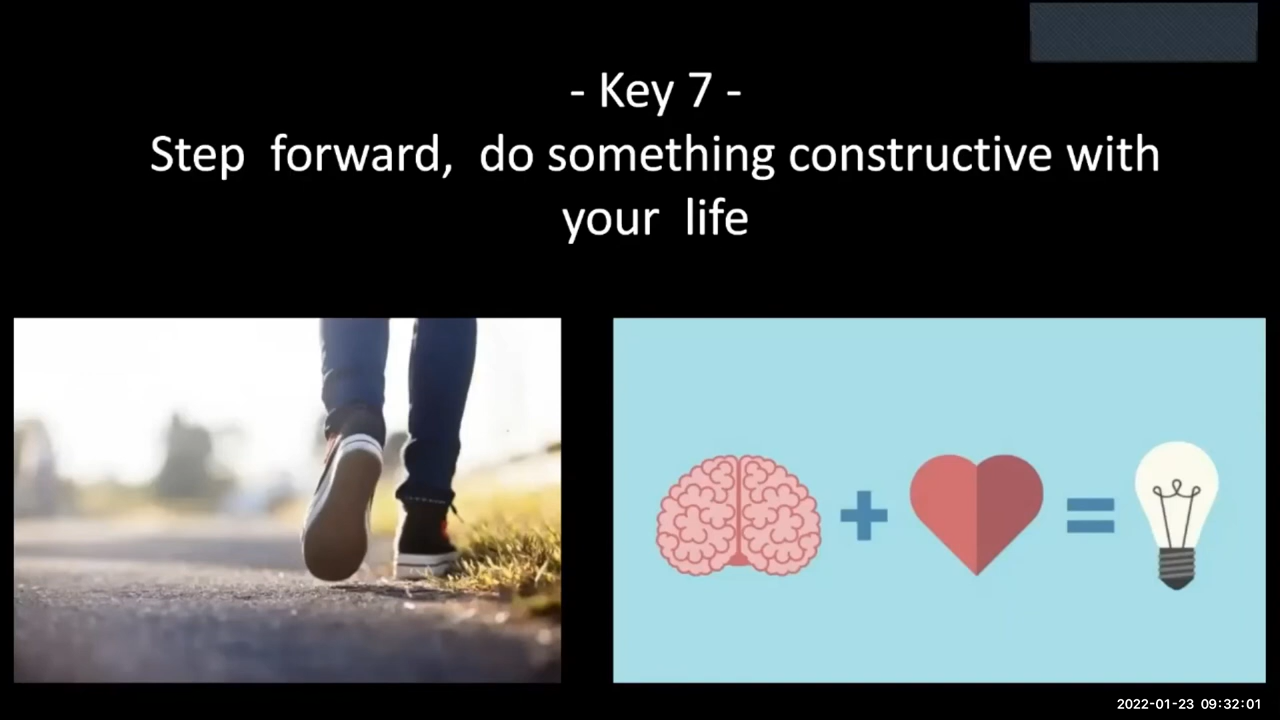 - Key 7 -
Step  forward,  do something constructive with
your  life
2022-01-23 09:32:01